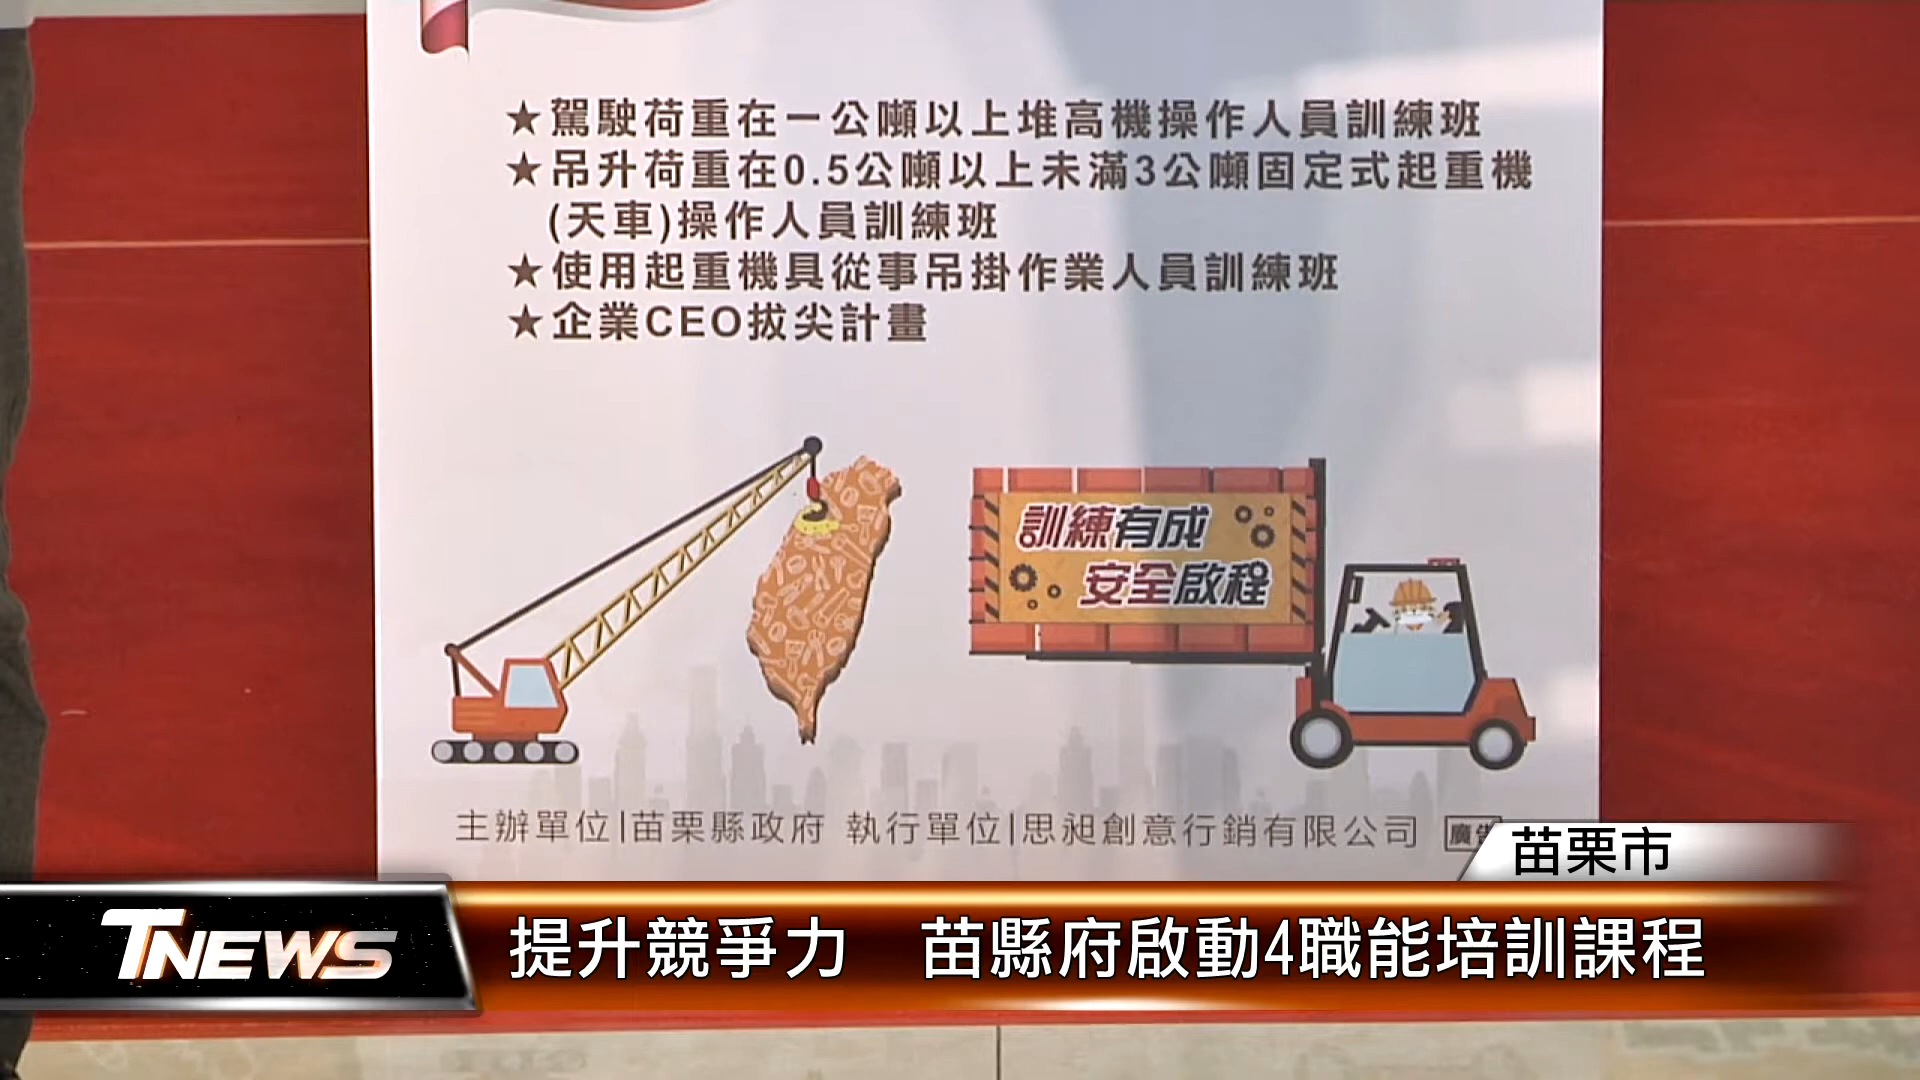 ★駕駛荷重在一公噸以上堆高機操作人員訓練班
★吊升荷重在0.5公噸以上未滿3公噸固定式起重機
(天車)操作人員訓練班
★使用起重機具從事吊掛作業人員訓練班
★企業CEO拔尖計畫
訓練有成
安全啟程
主辦單位|苗栗縣政府 執行單位|思昶創意行銷有限公司 廣告
苗栗市
TNEWS
提升競爭力 苗縣府啟動4職能培訓課程